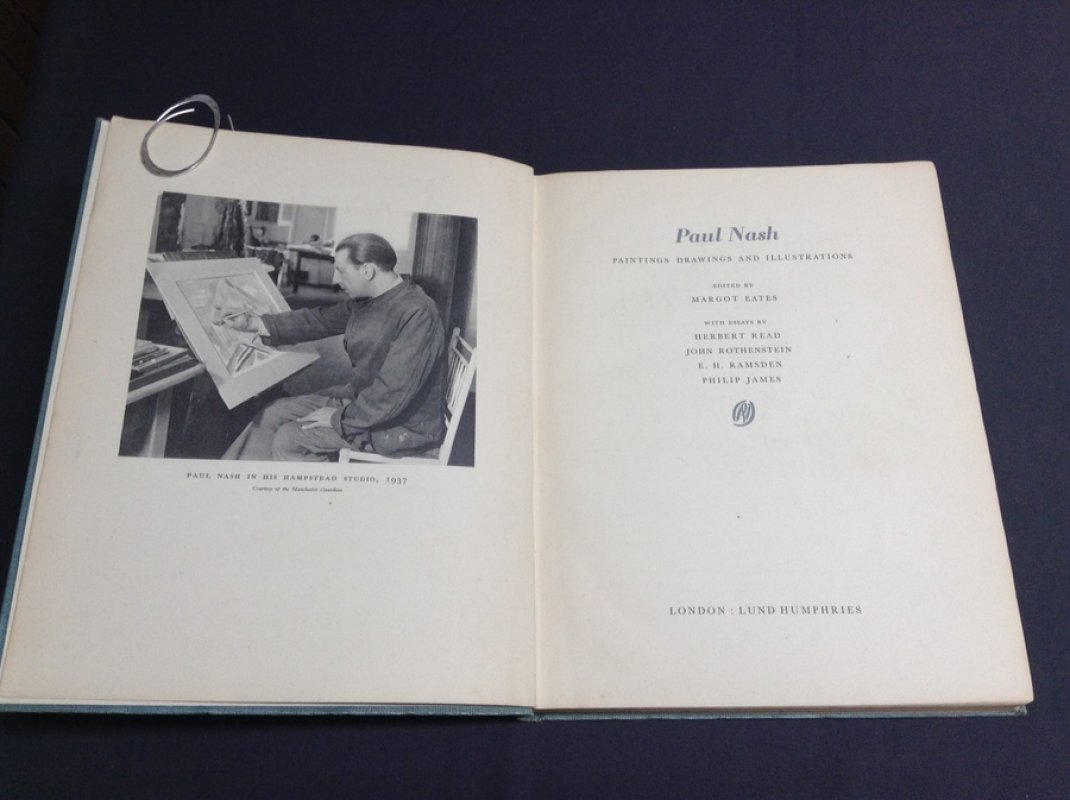 PAUL NASH IN HIS HAMPSTEAD STUDIO, 1937
Courtesy of the Manchester Guardian
Paul Nash
PAINTINGS DRAWINGS AND ILLUSTRATIONS
EDITED BY
MARGOT EATES
WITH ESSAYS BY
HERBERT READ
JOHN ROTHENSTEIN
E. H. RAMSDEN
PHILIP JAMES
LONDON : LUND HUMPHRIES